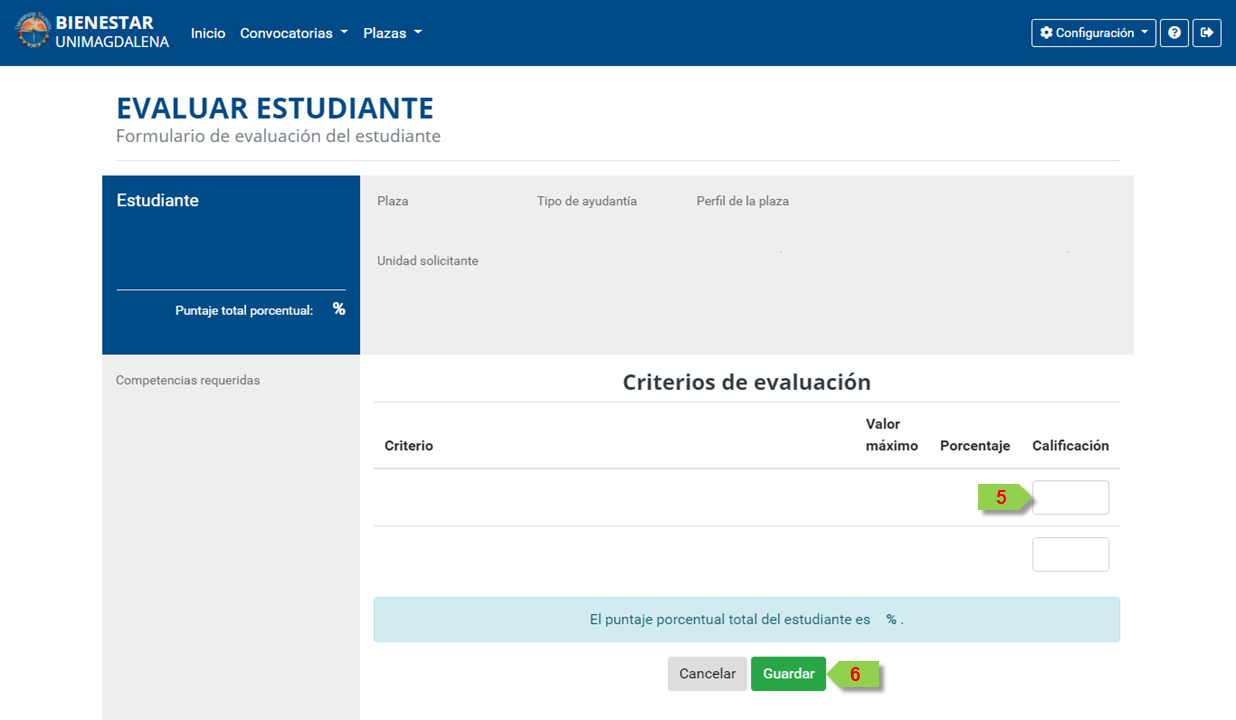 BIENESTAR
UNIMAGDALENA
Inicio Convocatorias Plazas
Configuración
EVALUAR ESTUDIANTE
Formulario de evaluación del estudiante
Estudiante
Puntaje total porcentual: %
Plaza Tipo de ayudantía Perfil de la plaza
Unidad solicitante
Competencias requeridas
Criterios de evaluación
Criterio Valor máximo Porcentaje Calificación
5
El puntaje porcentual total del estudiante es % .
Cancelar Guardar 6